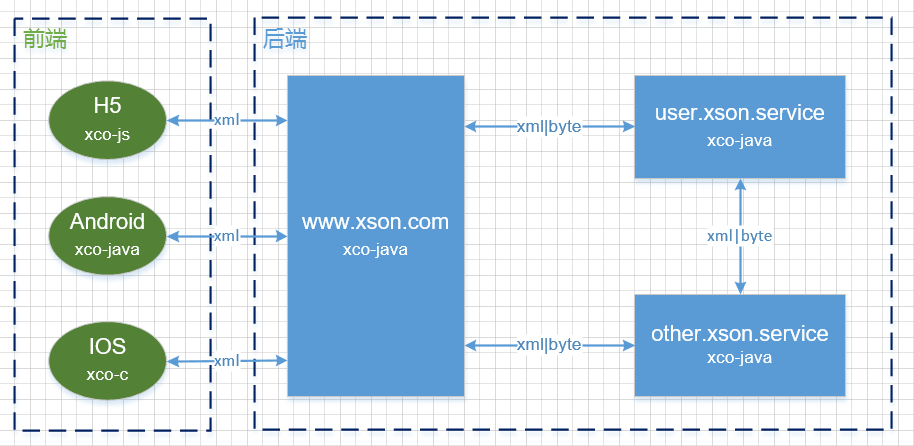 前端
后端
H5
xco-js
xml
Android
xco-java
xml
IOS
xco-c
xml
www.xson.com
xco-java
xml|byte
xml|byte
user.xson.service
xco-java
xml|byte
other.xson.service
xco-java